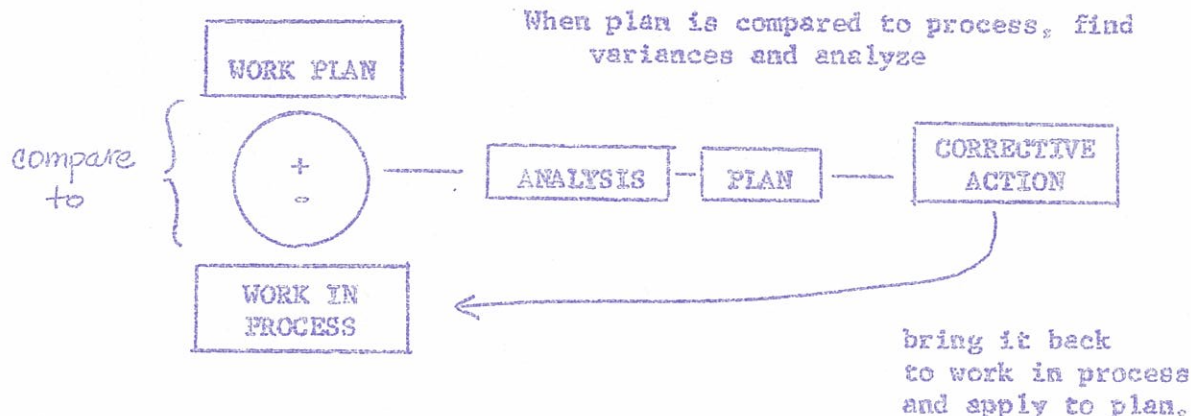 When plan is compared to process, find
variances and analyze
WORK PLAN
compare
to
+
-
ANALYSIS
PLAN
CORRECTIVE
ACTION
WORK IN
PROCESS
bring it back
to work in process
and apply to plan.